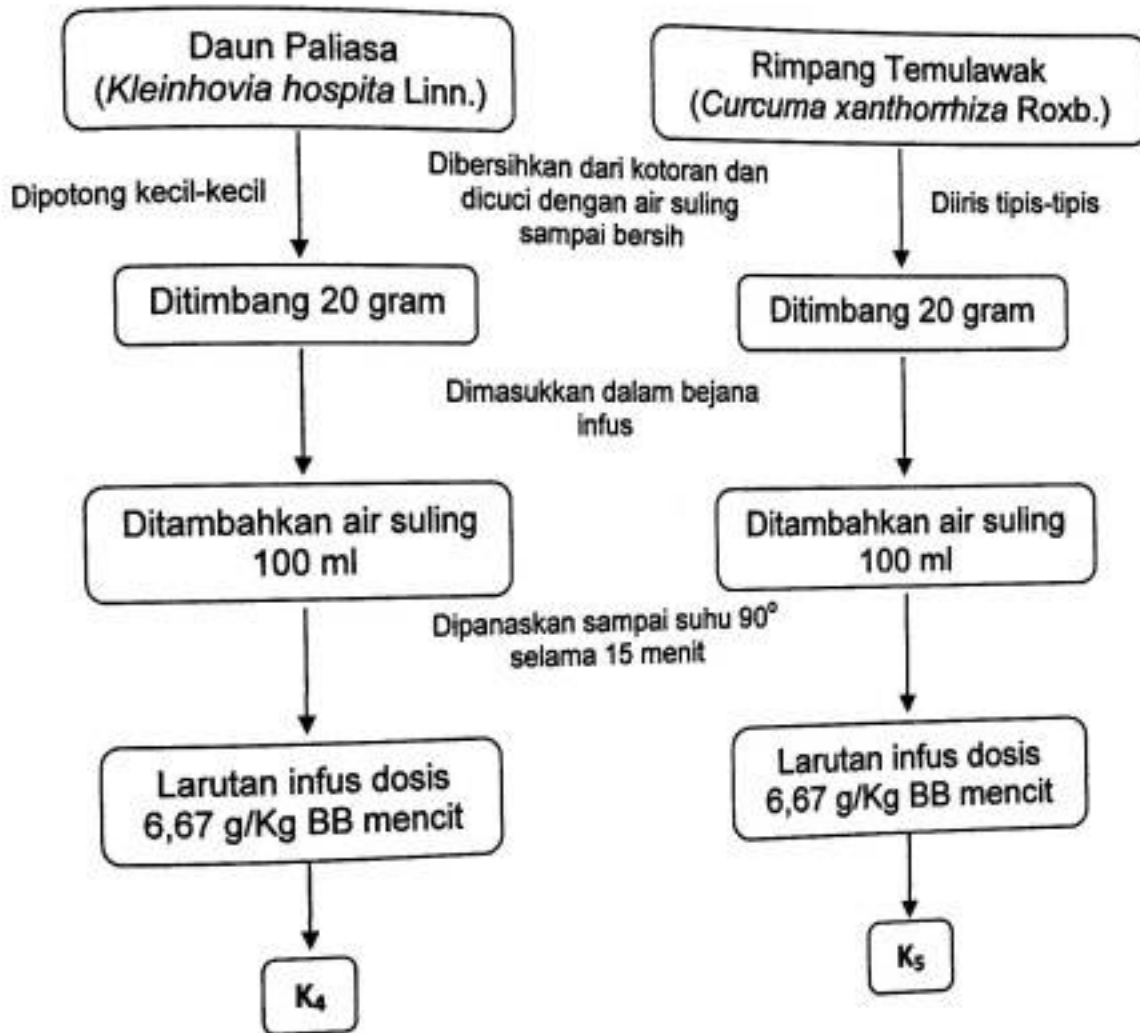 Daun Paliasa
(Kleinhovia hospita Linn.)
Rimpang Temulawak
(Curcuma xanthorrhiza Roxb.)
Dipotong kecil-kecil
Dibersihkan dari kotoran dan
dicuci dengan air suling
sampai bersih
Diiris tipis-tipis
Ditimbang 20 gram
Ditimbang 20 gram
Dimasukkan dalam bejana
infus
Ditambahkan air suling
100 ml
Ditambahkan air suling
100 ml
Dipanaskan sampai suhu 90°
selama 15 menit
Larutan infus dosis
6,67 g/Kg BB mencit
Larutan infus dosis
6,67 g/Kg BB mencit
K₄
K₅